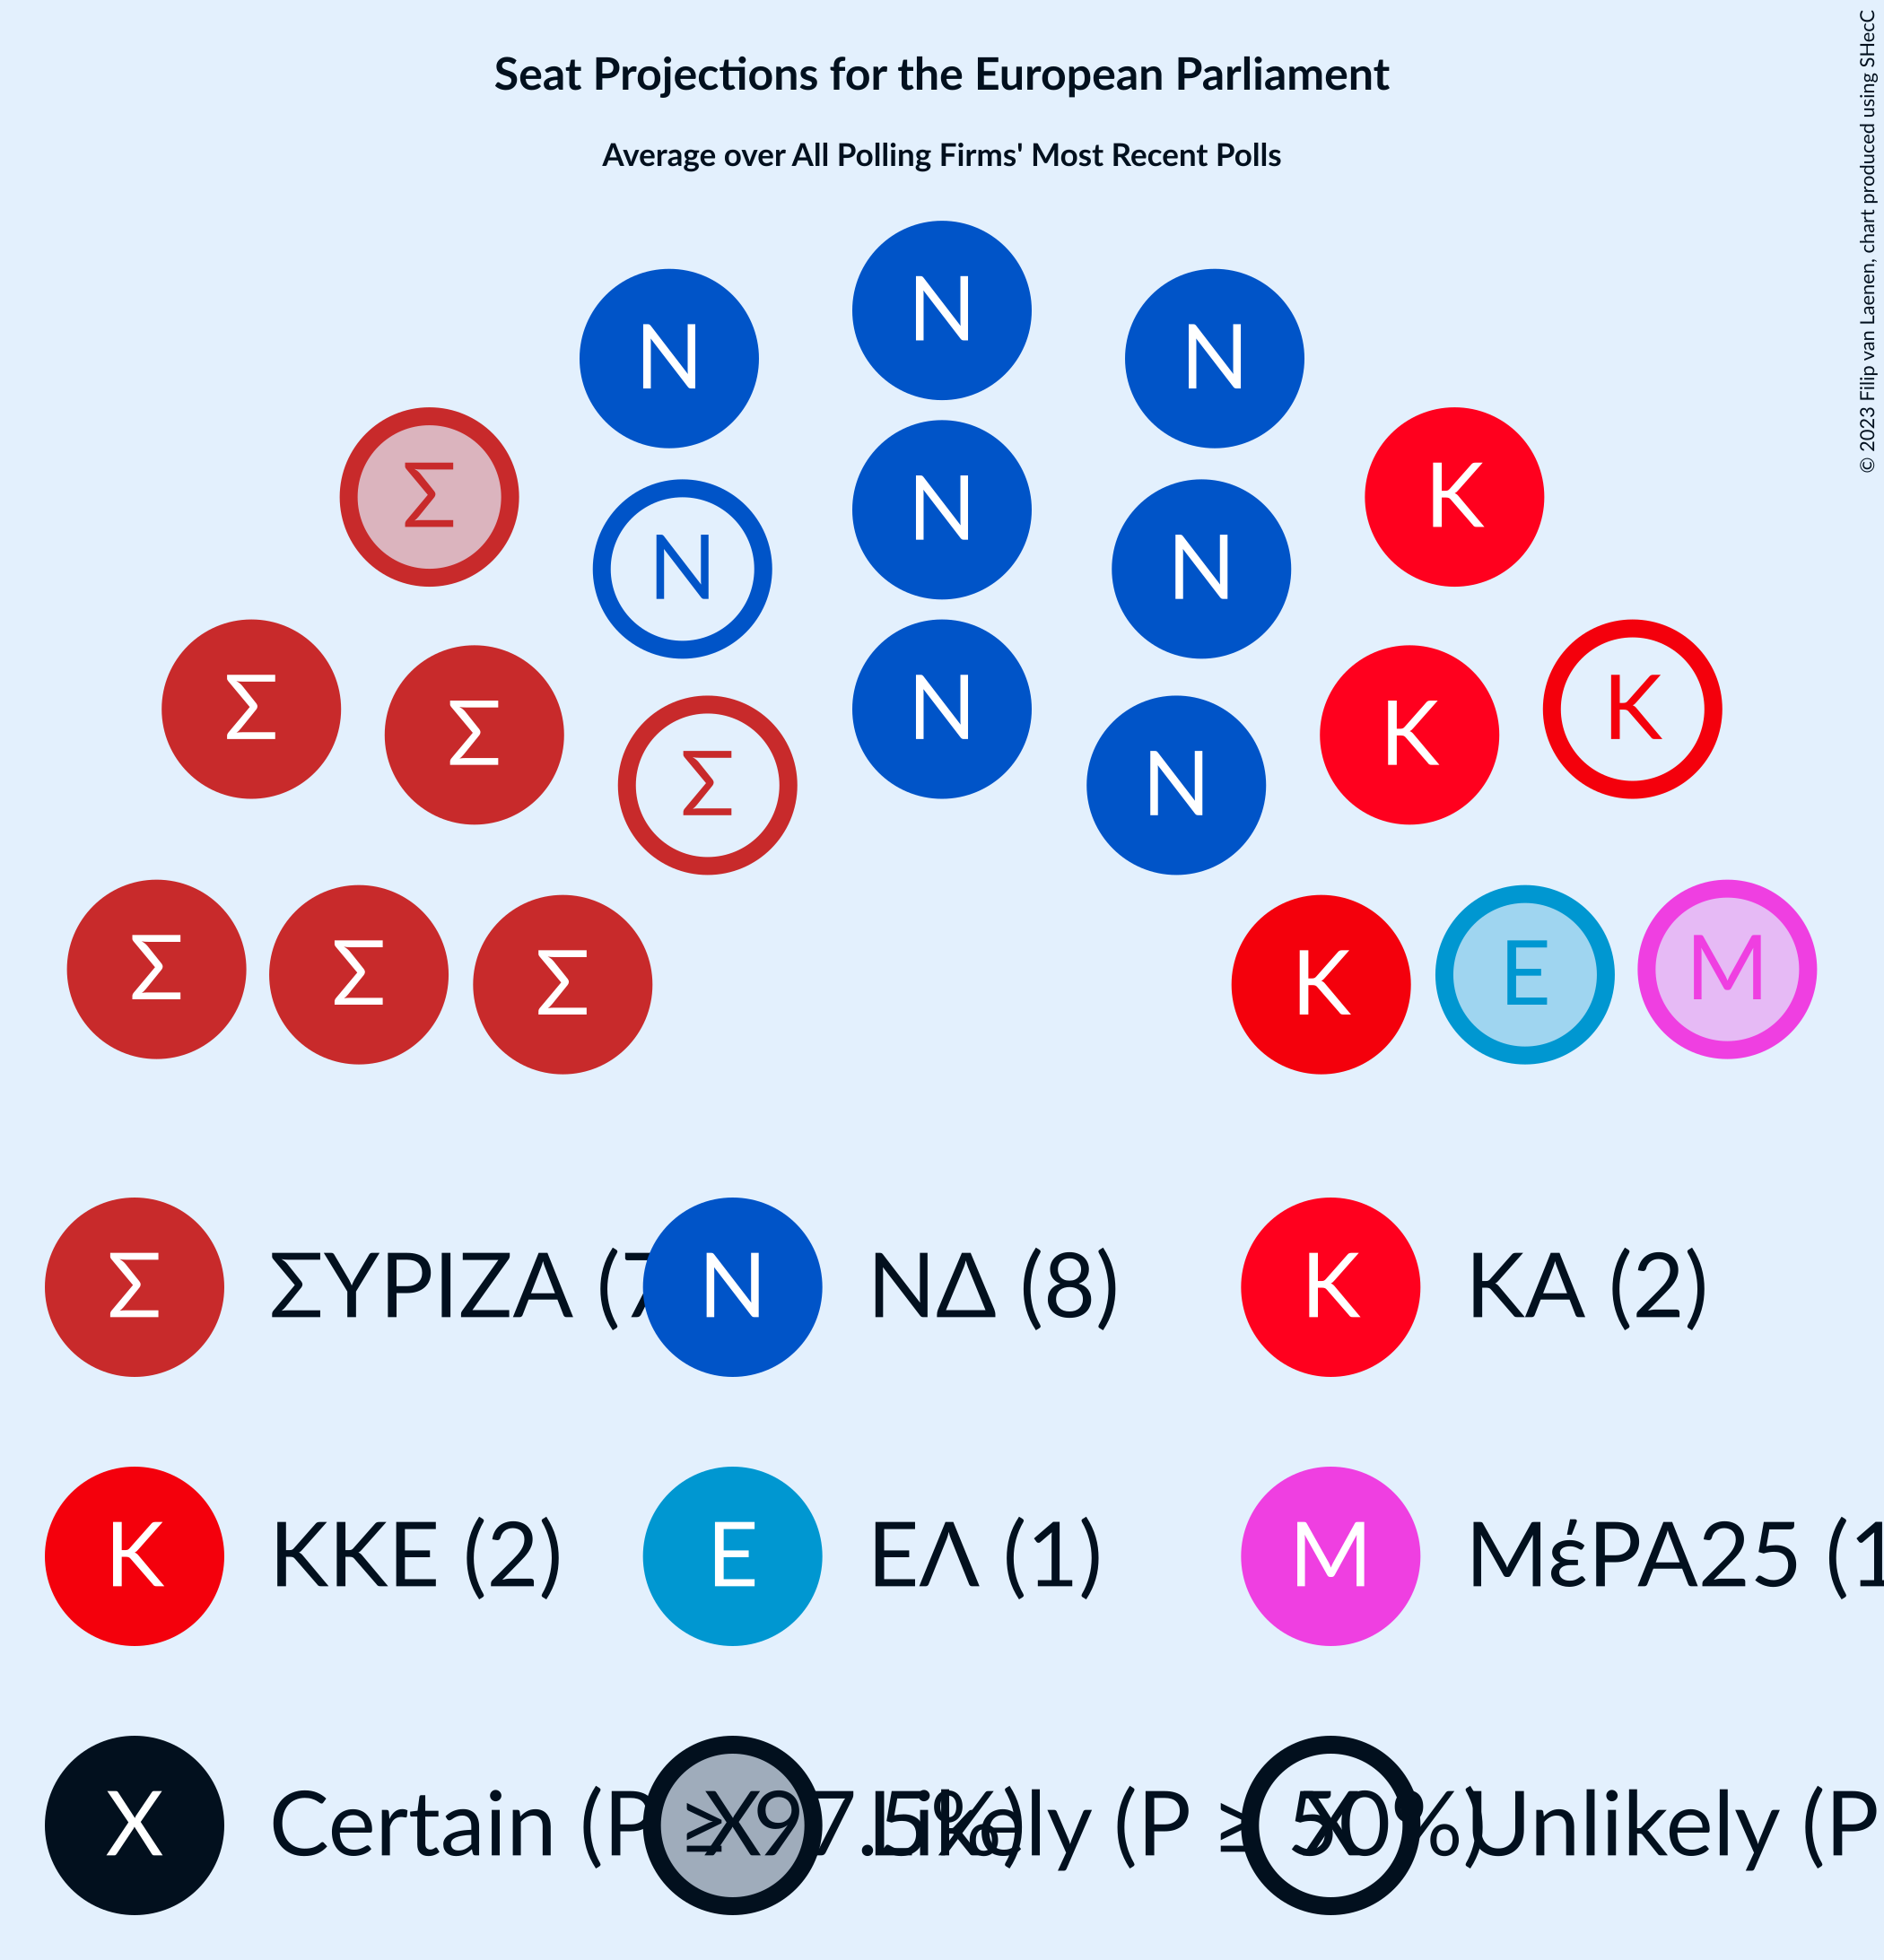 Seat Projections for the European Parliament
Average over All Polling Firms' Most Recent Polls
© 2023 Filip van Laenen, chart produced using SHecC
N
N N
Σ N K
N N
Σ N K
Σ K
Σ N
Σ K M
Σ E
Σ K
Σ ΣΥΡΙΖΑ (7 N ΝΔ (8) K ΚΑ (2)
K ΚΚΕ (2) E ΕΛ (1) M ΜέΡΑ25 (1
X Certain (P ≥ 97.5%) X Likely (P ≥ 50%) X Unlikely (P